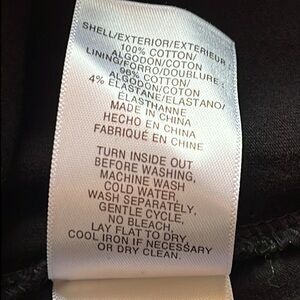 SHELL/EXTERIOR/EXTERIEUR:
100% COTTON/
ALGODON/COTON
LINING/FORRO/DOUBLURE:
96% COTTON/
ALGODON/COTON
4% ELASTANE/ELASTANO/
ELASTHANNE
MADE IN CHINA
HECHO EN CHINA
FABRIQUÉ EN CHINE
TURN INSIDE OUT
BEFORE WASHING,
MACHINE WASH
COLD WATER,
WASH SEPARATELY,
GENTLE CYCLE,
NO BLEACH,
LAY FLAT TO DRY,
COOL IRON IF NECESSARY
OR DRY CLEAN.